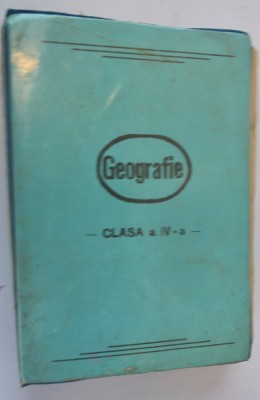 Geografie
— CLASA a IV-a —